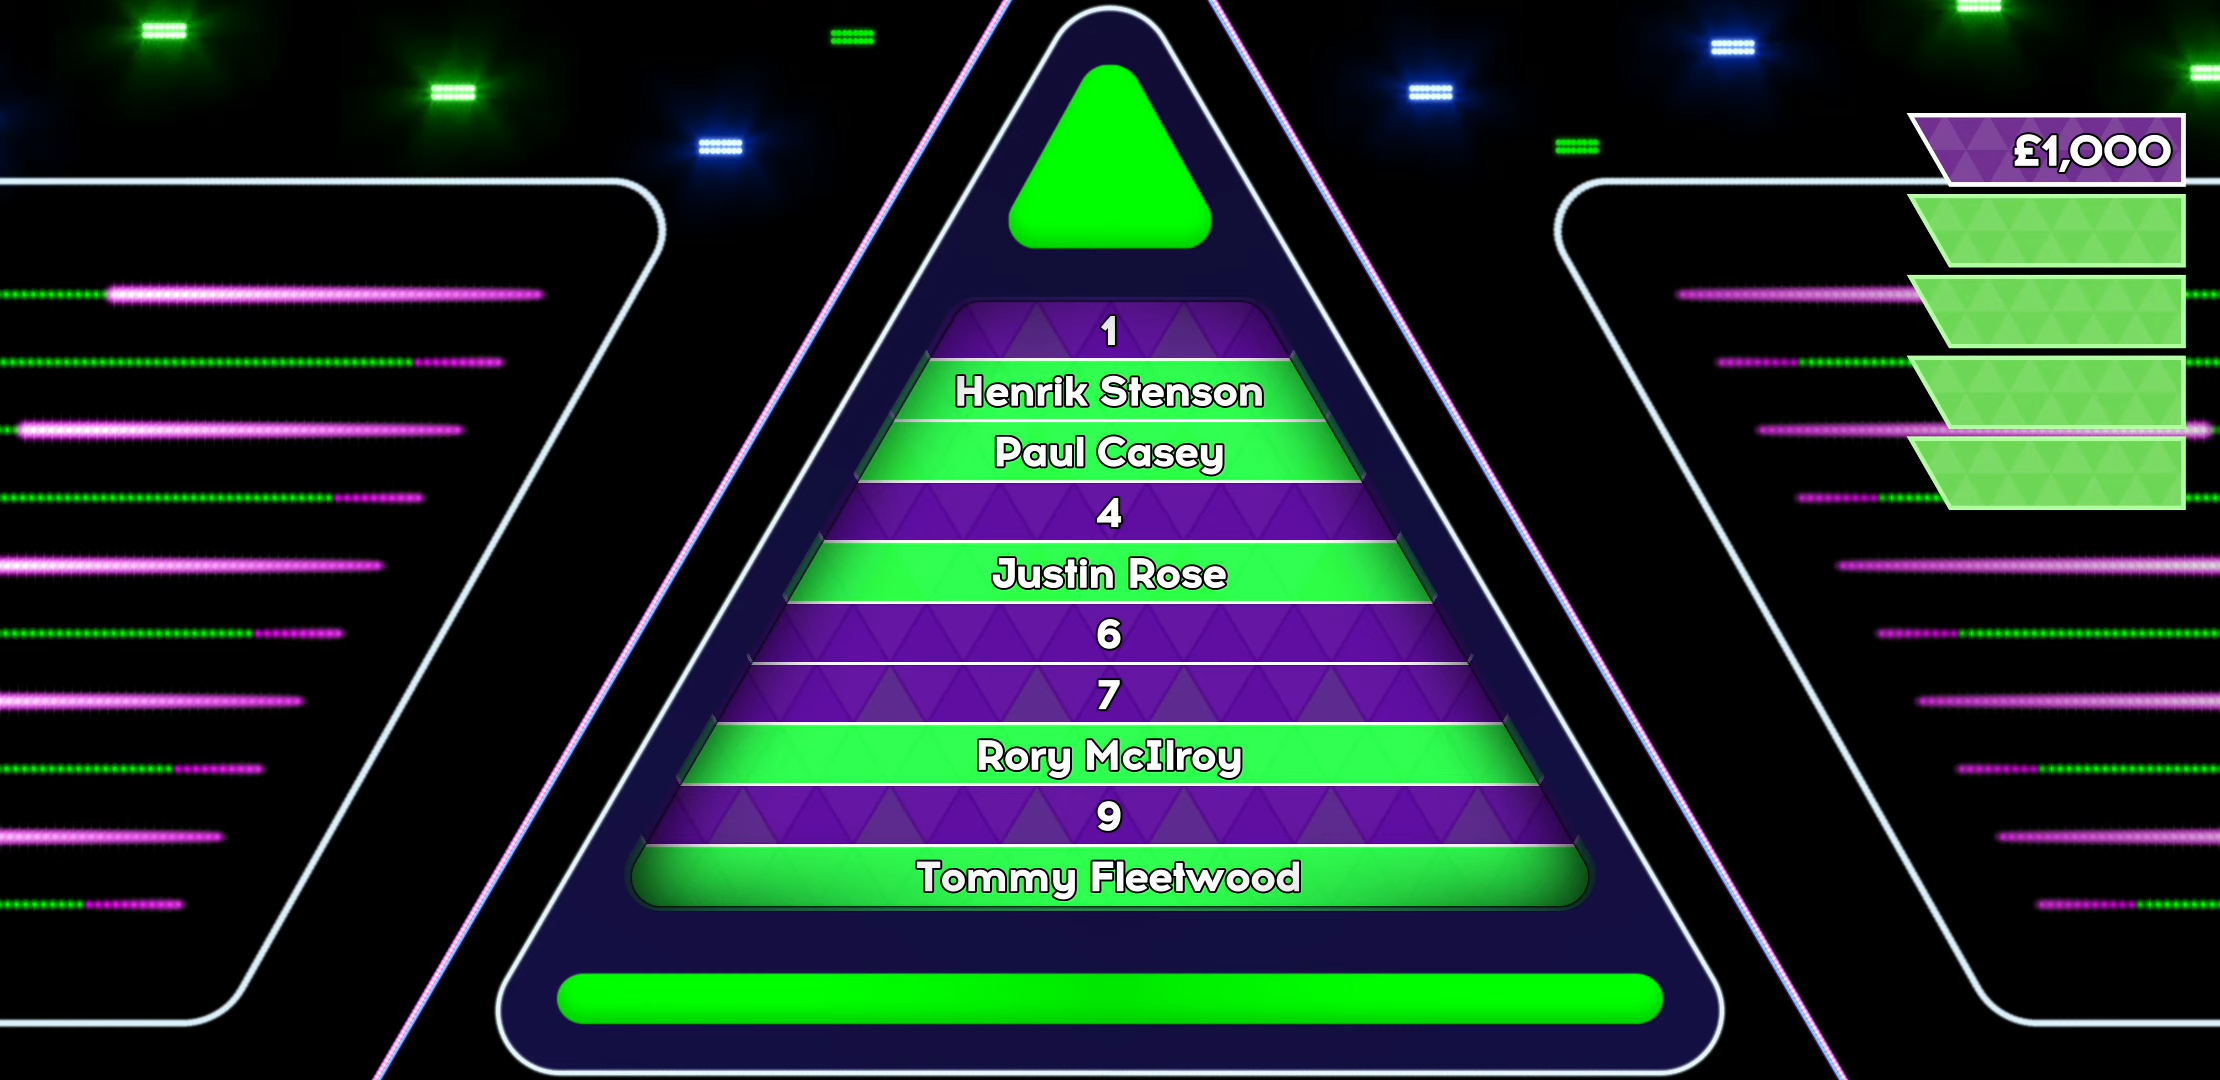 £1,000
1
Henrik Stenson
Paul Casey
4
Justin Rose
6
7
Rory McIlroy
9
Tommy Fleetwood